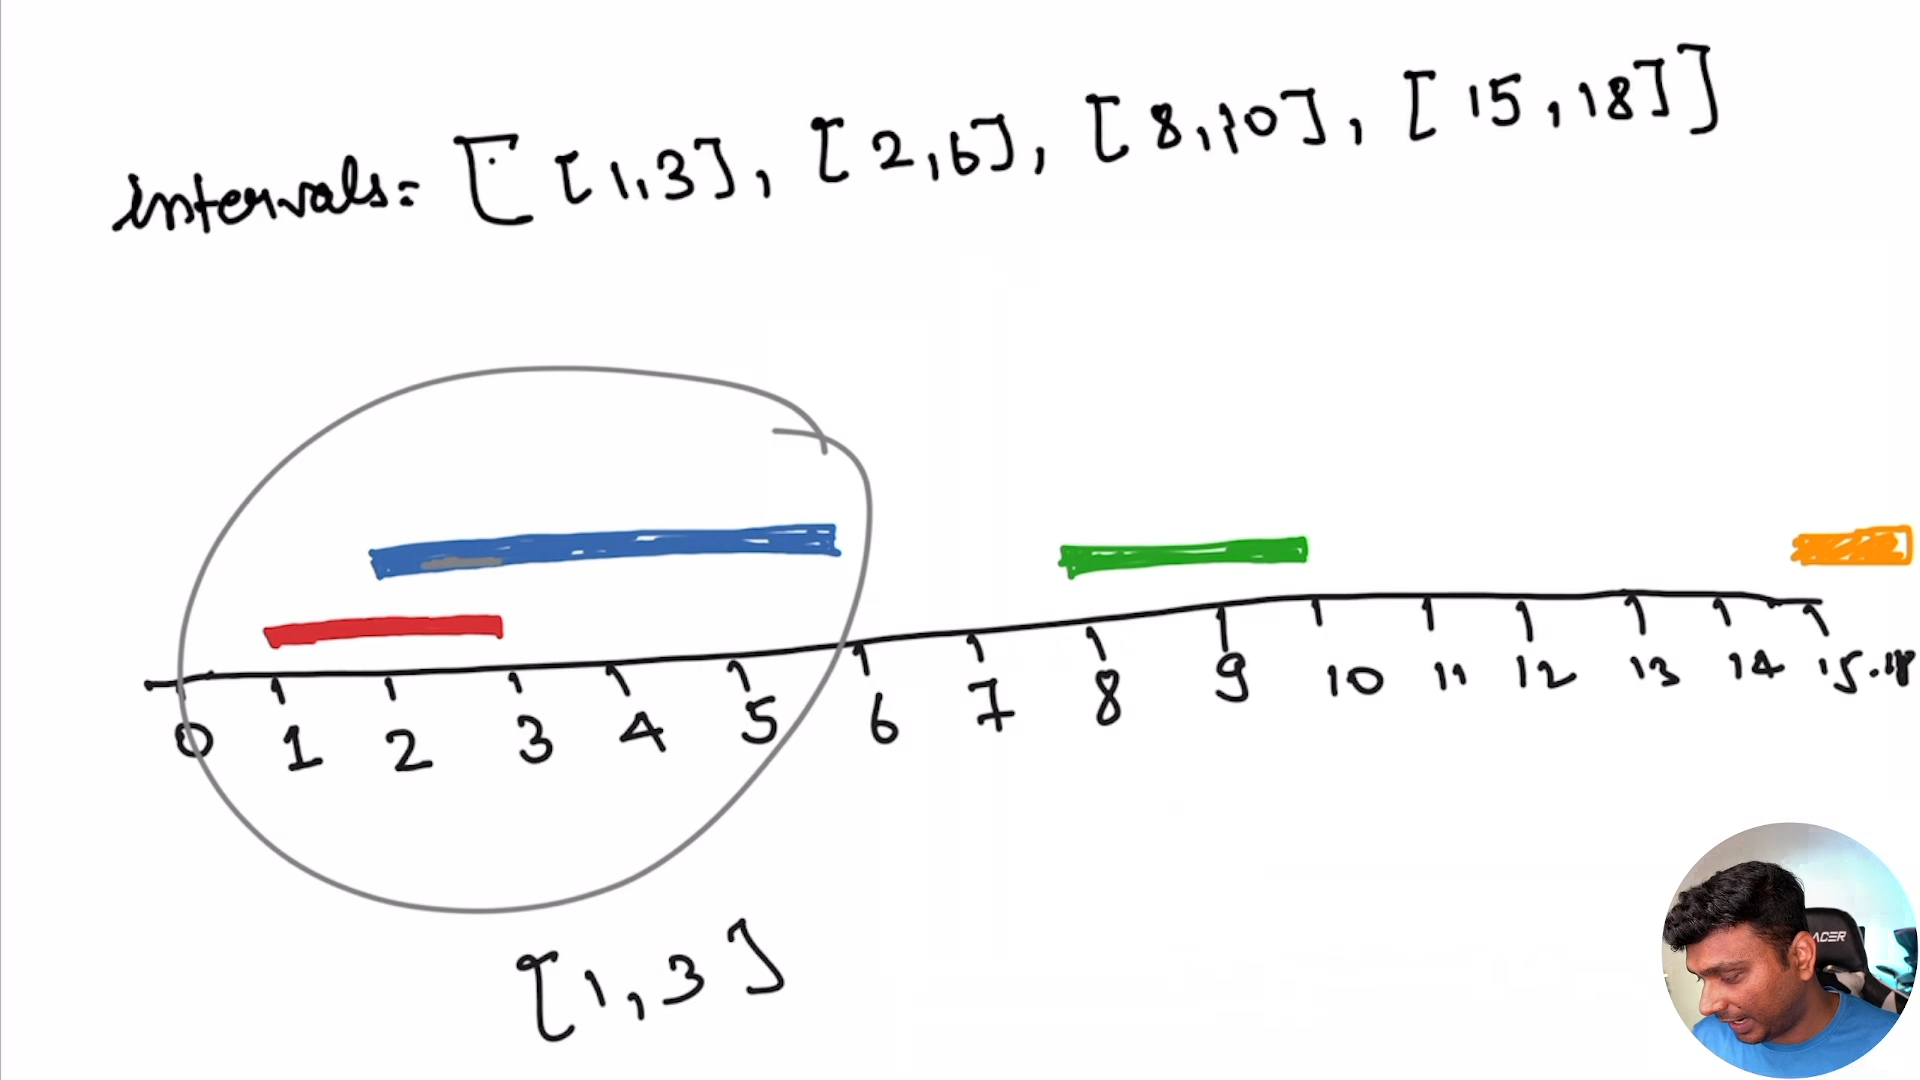 intervals= [ [1,3], [2,6], [8,10], [15,18]]
0 1 2 3 4 5 6 7 8 9 10 11 12 13 14 15..18
[1,3]
ACER